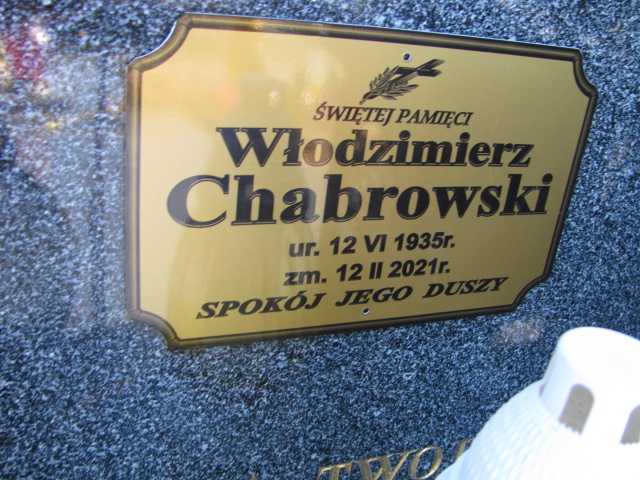 ŚWIĘTEJ PAMIĘCI
Włodzimierz
Chabrowski
ur. 12 VI 1935r.
zm. 12 II 2021r.
SPOKÓJ JEGO DUSZY